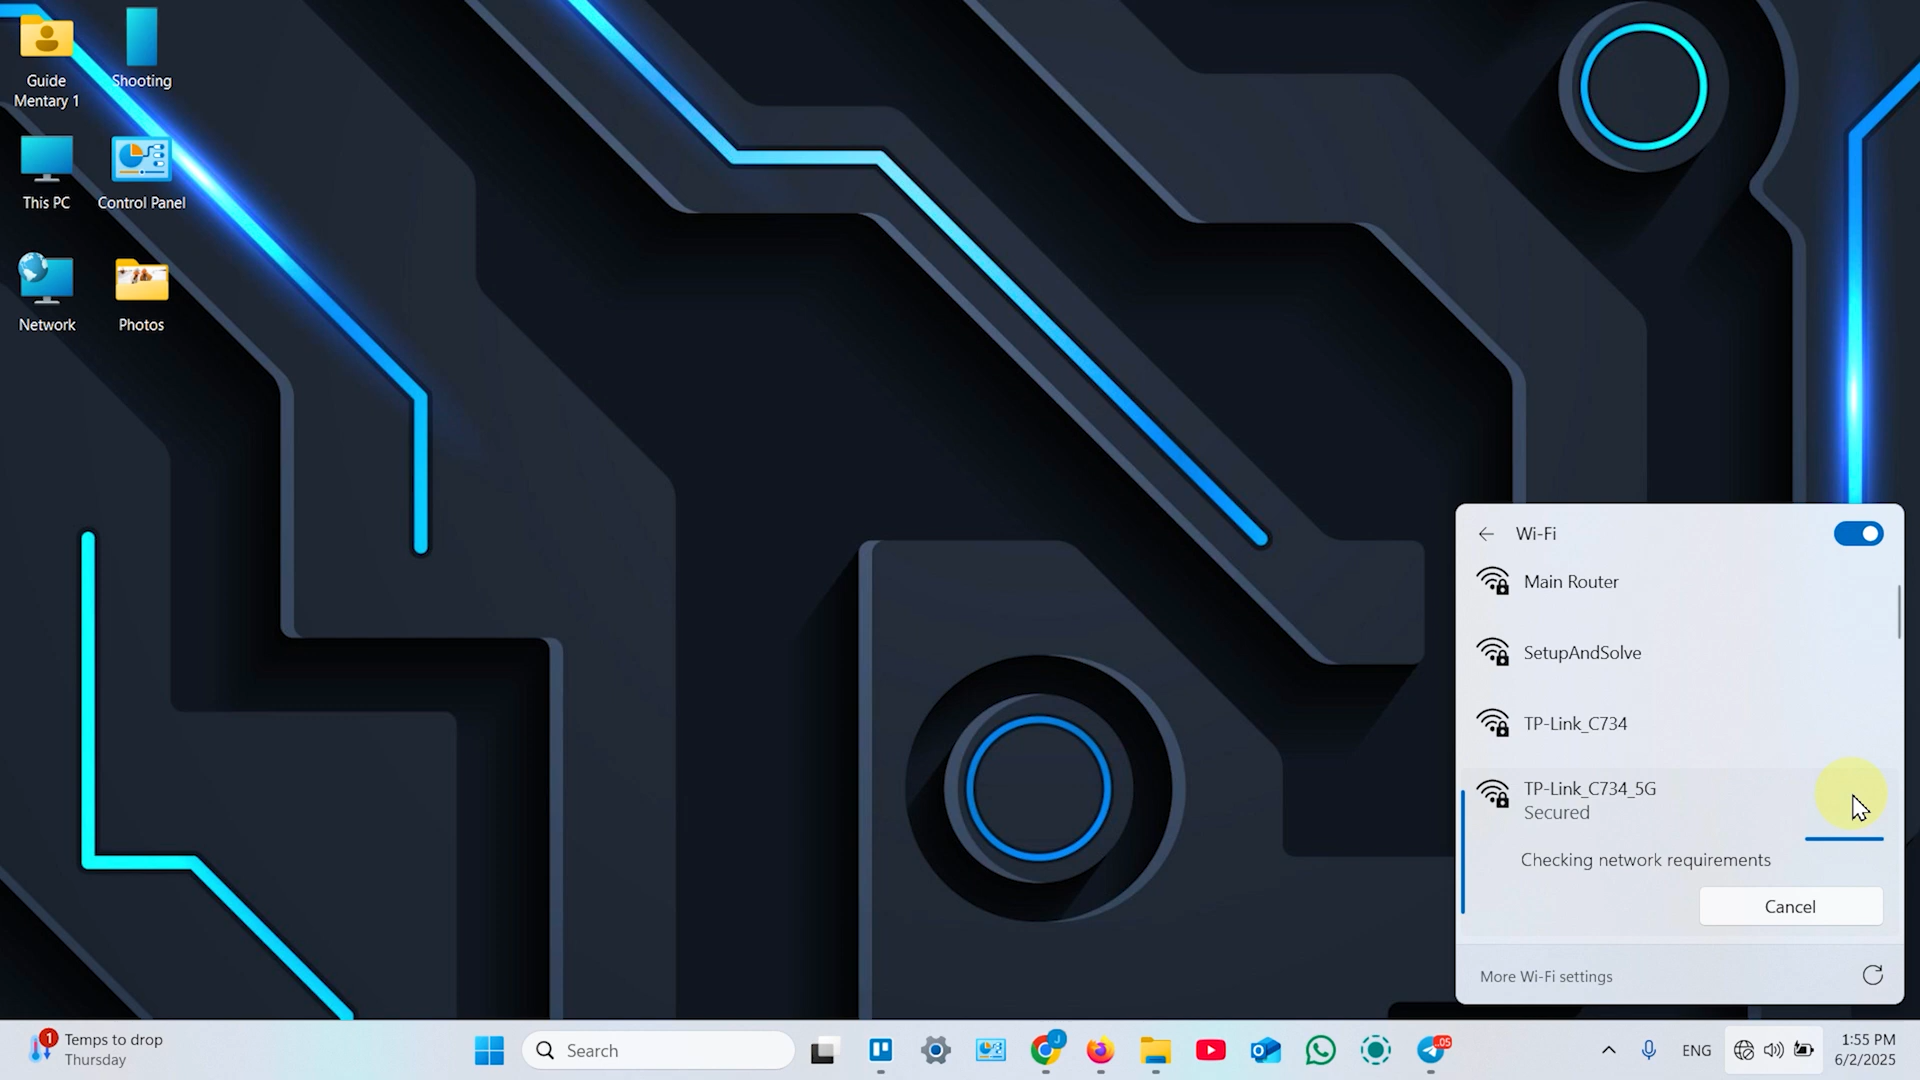 Guide
Mentary 1
Shooting
This PC
Control Panel
Network
Photos
Wi-Fi
Main Router
SetupAndSolve
TP-Link_C734
TP-Link_C734_5G
Secured
Checking network requirements
Cancel
More Wi-Fi settings
1
Temps to drop
Thursday
Search
J
.05
ENG
1:55 PM
6/2/2025